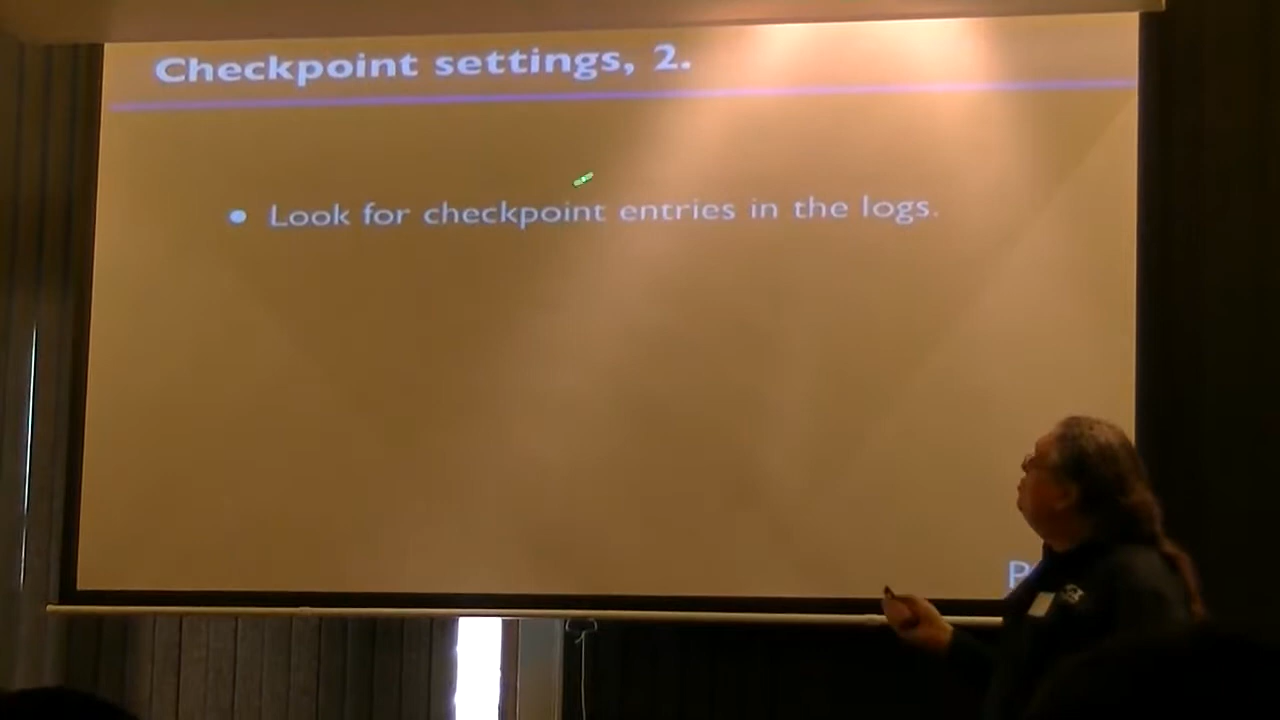 Checkpoint settings, 2.
• Look for checkpoint entries in the logs.